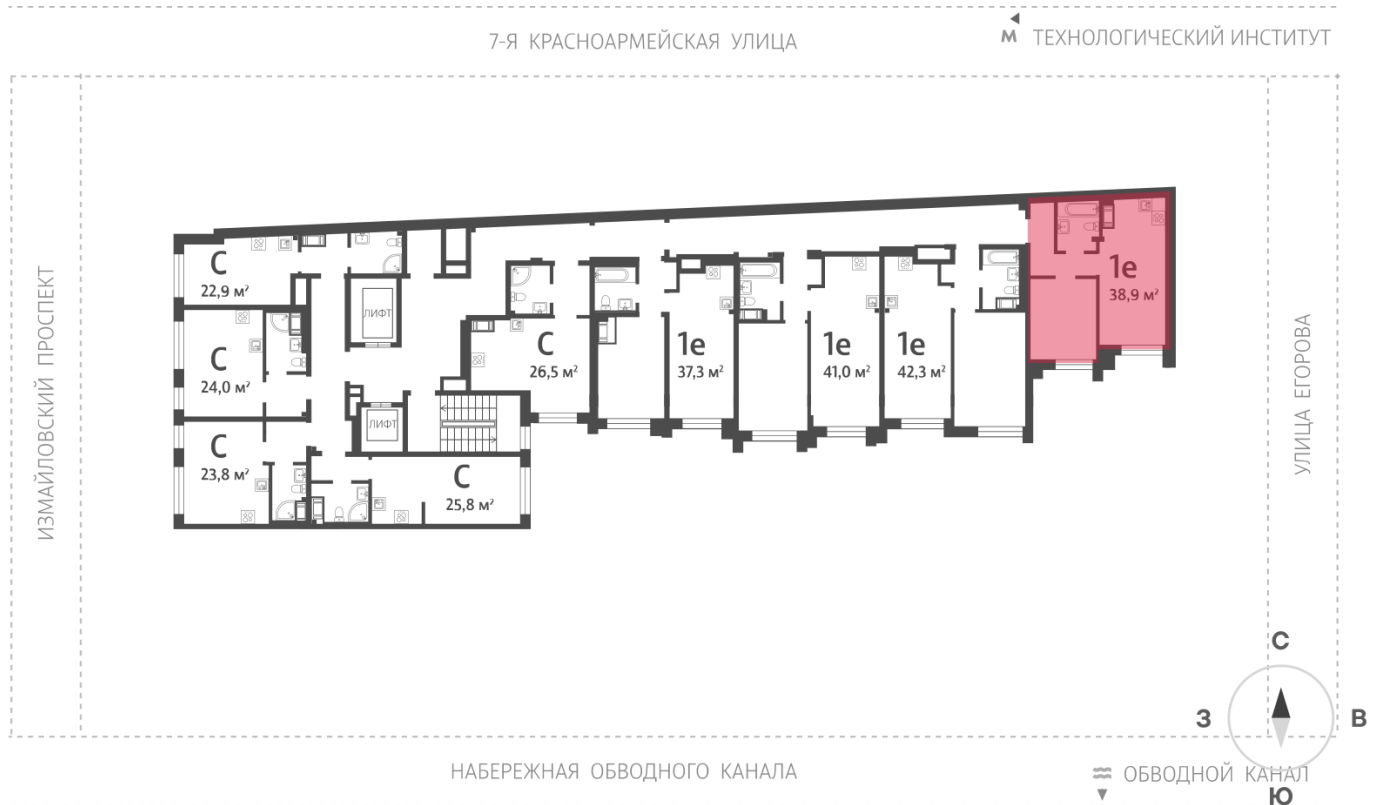 7-Я КРАСНОАРМЕЙСКАЯ УЛИЦА
М ТЕХНОЛОГИЧЕСКИЙ ИНСТИТУТ
ИЗМАЙЛОВСКИЙ ПРОСПЕКТ
С
22,9 м²
ЛИФТ
С
24,0 м²
ЛИФТ
С
23,8 м²
С
25,8 м²
С
26,5 м²
1е
37,3 м²
1е
41,0 м²
1е
42,3 м²
1е
38,9 м²
УЛИЦА ЕГОРОВА
С
З
В
Ю
НАБЕРЕЖНАЯ ОБВОДНОГО КАНАЛА
ОБВОДНОЙ КАНАЛ